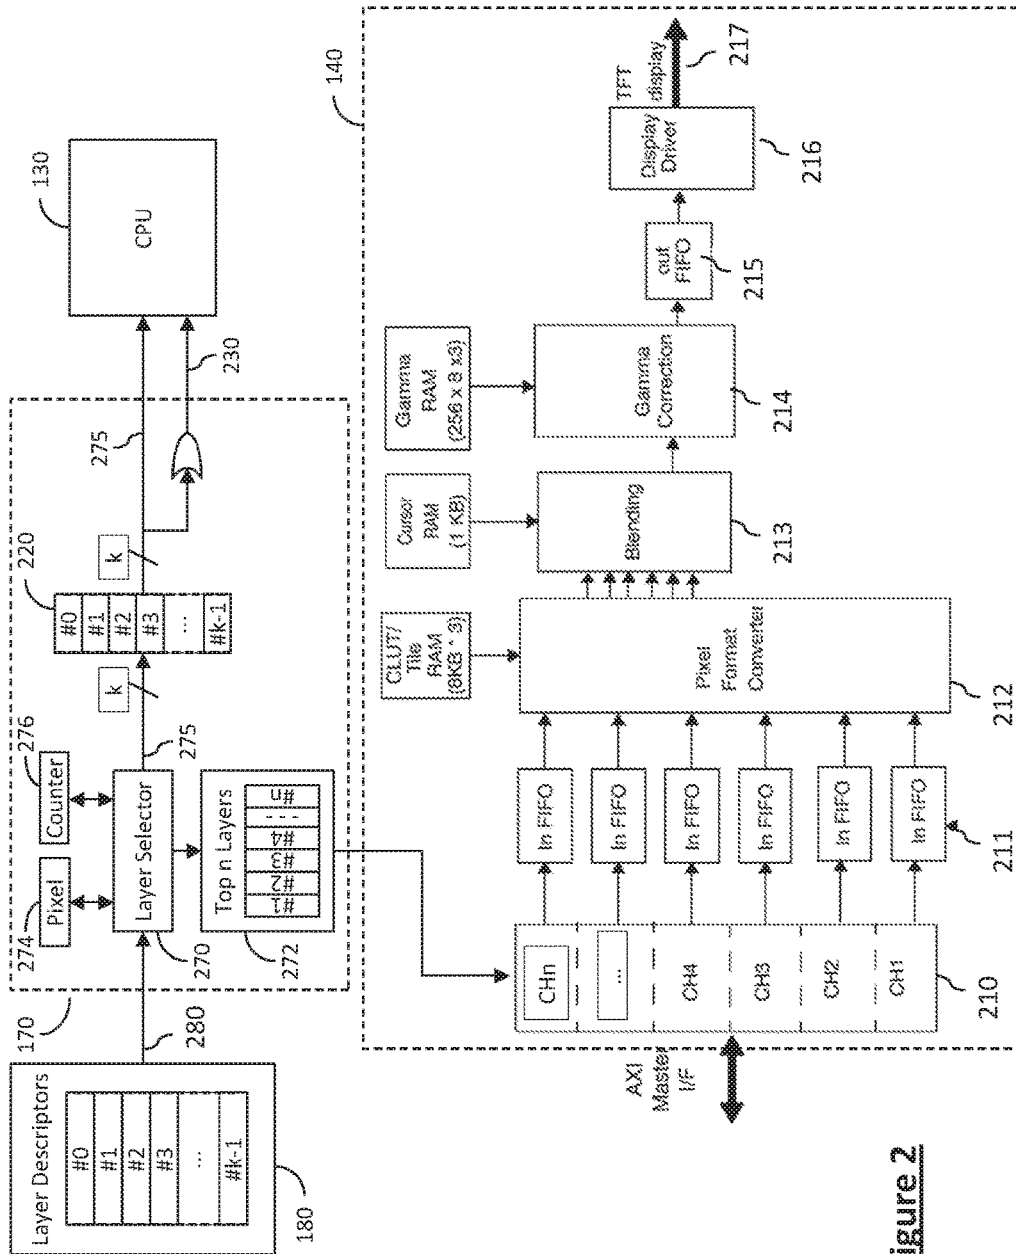 Layer Descriptors
#0
#1
#2
#3
...
#k-1
180
280
170
274
Pixel
276
Counter
Layer Selector
270
275
Top n Layers
#1
#2
#3
#4
- - -
#n
272
k
220
#0
#1
#2
#3
...
#k-1
k
275
230
130
CPU
140
AXI
Master
I/F
CHn
...
CH4
CH3
CH2
CH1
210
In FIFO
In FIFO
In FIFO
In FIFO
In FIFO
In FIFO
211
CLUT/
Tile
RAM
(8KB * 3)
Pixel
Format
Converter
212
Cursor
RAM
(1 KB)
Blending
213
Gamma
RAM
(256 x 8 x3)
Gamma
Correction
214
out
FIFO
215
Display
Driver
216
TFT
display
217
igure 2